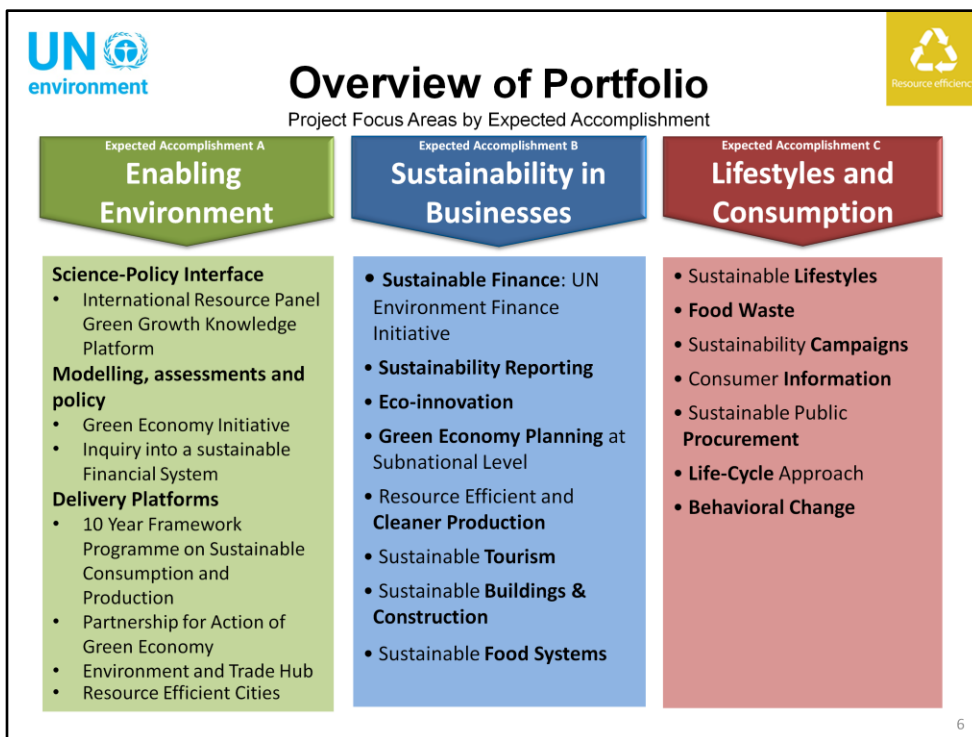 UN
environment
Overview of Portfolio
Project Focus Areas by Expected Accomplishment
Resource efficienc
Expected Accomplishment A
Enabling
Environment
Science-Policy Interface
• International Resource Panel
Green Growth Knowledge
Platform
Modelling, assessments and
policy
• Green Economy Initiative
• Inquiry into a sustainable
Financial System
Delivery Platforms
• 10 Year Framework
Programme on Sustainable
Consumption and
Production
• Partnership for Action of
Green Economy
• Environment and Trade Hub
• Resource Efficient Cities
Expected Accomplishment B
Sustainability in
Businesses
• Sustainable Finance: UN
Environment Finance
Initiative
• Sustainability Reporting
• Eco-innovation
• Green Economy Planning at
Subnational Level
• Resource Efficient and
Cleaner Production
• Sustainable Tourism
• Sustainable Buildings &
Construction
• Sustainable Food Systems
Expected Accomplishment C
Lifestyles and
Consumption
• Sustainable Lifestyles
• Food Waste
• Sustainability Campaigns
• Consumer Information
• Sustainable Public
Procurement
• Life-Cycle Approach
• Behavioral Change
6